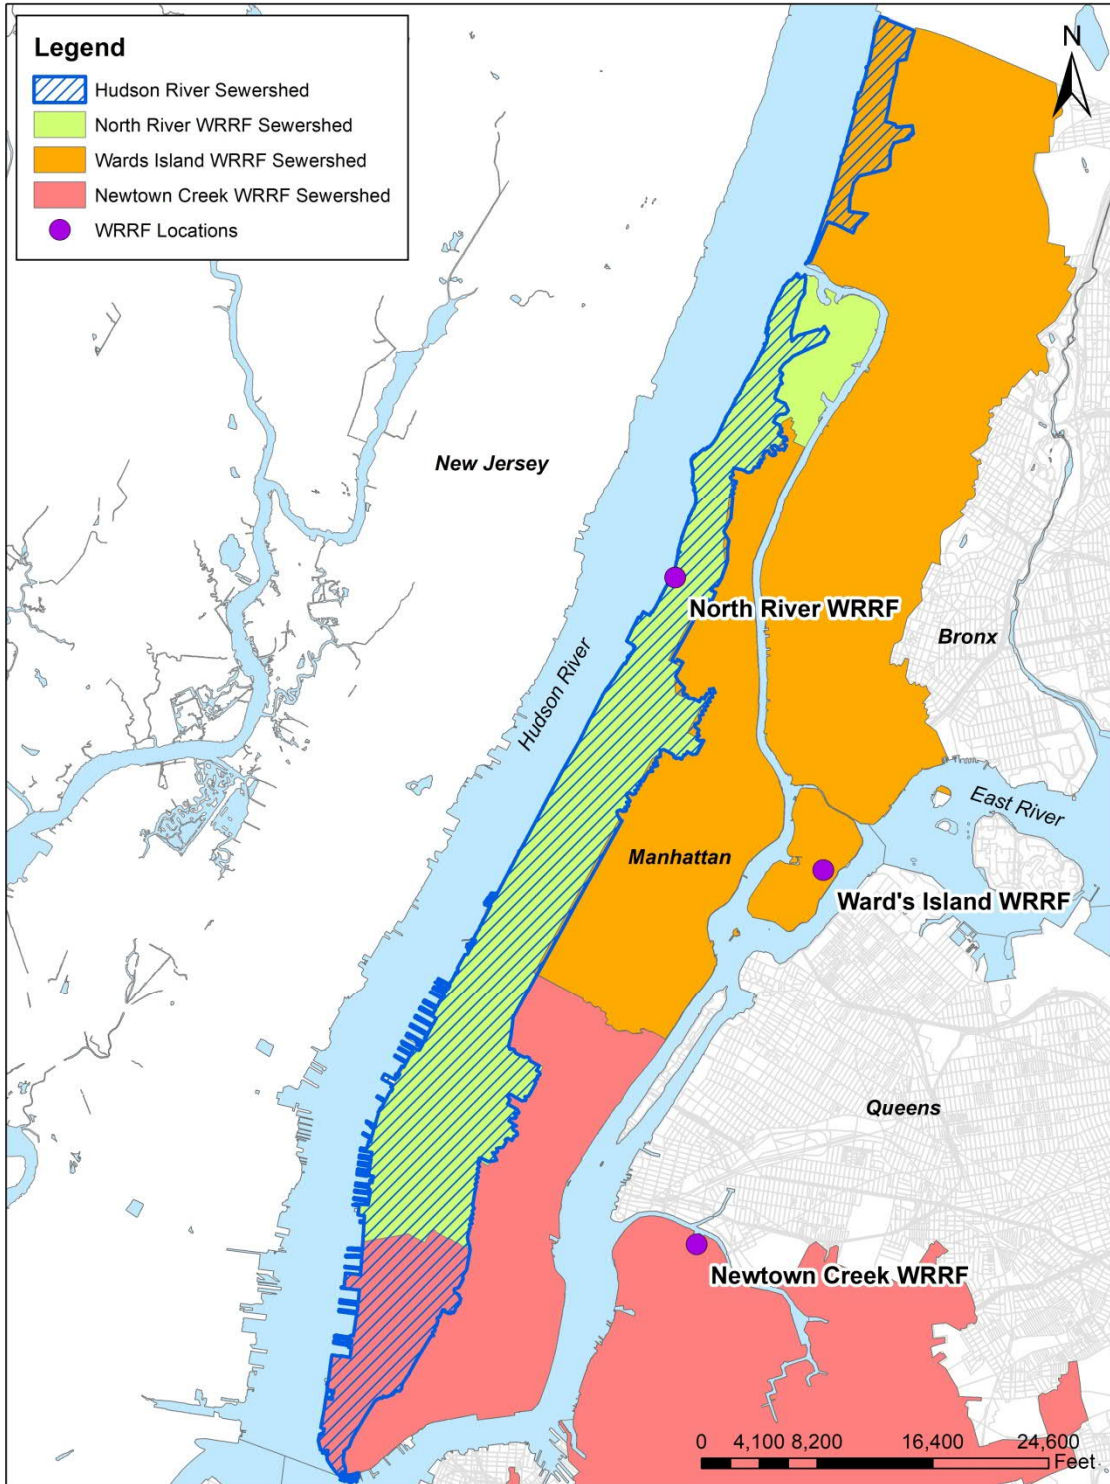 Legend
Hudson River Sewershed
North River WRRF Sewershed
Wards Island WRRF Sewershed
Newtown Creek WRRF Sewershed
WRRF Locations
N
New Jersey
North River WRRF
Bronx
Hudson River
East River
Manhattan
Ward's Island WRRF
Queens
Newtown Creek WRRF
0 4,100 8,200 16,400 24,600
Feet